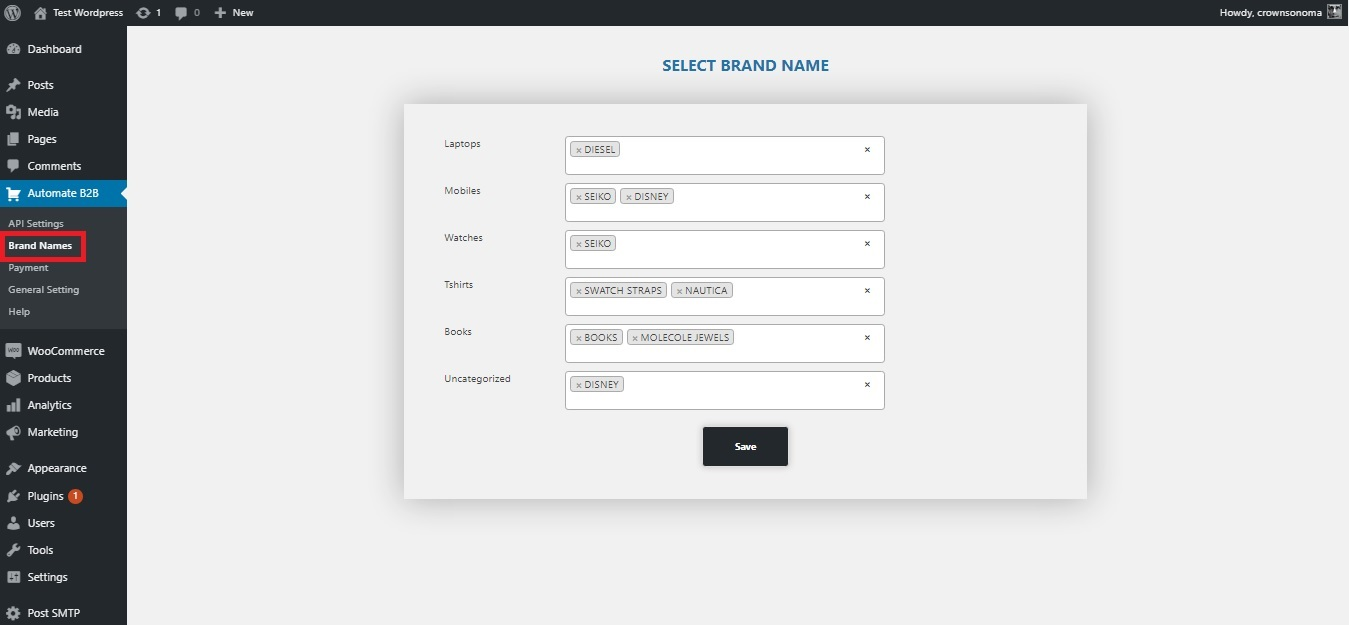 Test Wordpress 1 0 New Howdy, crownsonoma
Dashboard
Posts
Media
Pages
Comments
Automate B2B
API Settings
Brand Names
Payment
General Setting
Help
WooCommerce
Products
Analytics
Marketing
Appearance
Plugins 1
Users
Tools
Settings
Post SMTP
SELECT BRAND NAME
Laptops × DIESEL ×
Mobiles × SEIKO × DISNEY ×
Watches × SEIKO ×
Tshirts × SWATCH STRAPS × NAUTICA ×
Books × BOOKS × MOLECOLE JEWELS ×
Uncategorized × DISNEY ×
Save